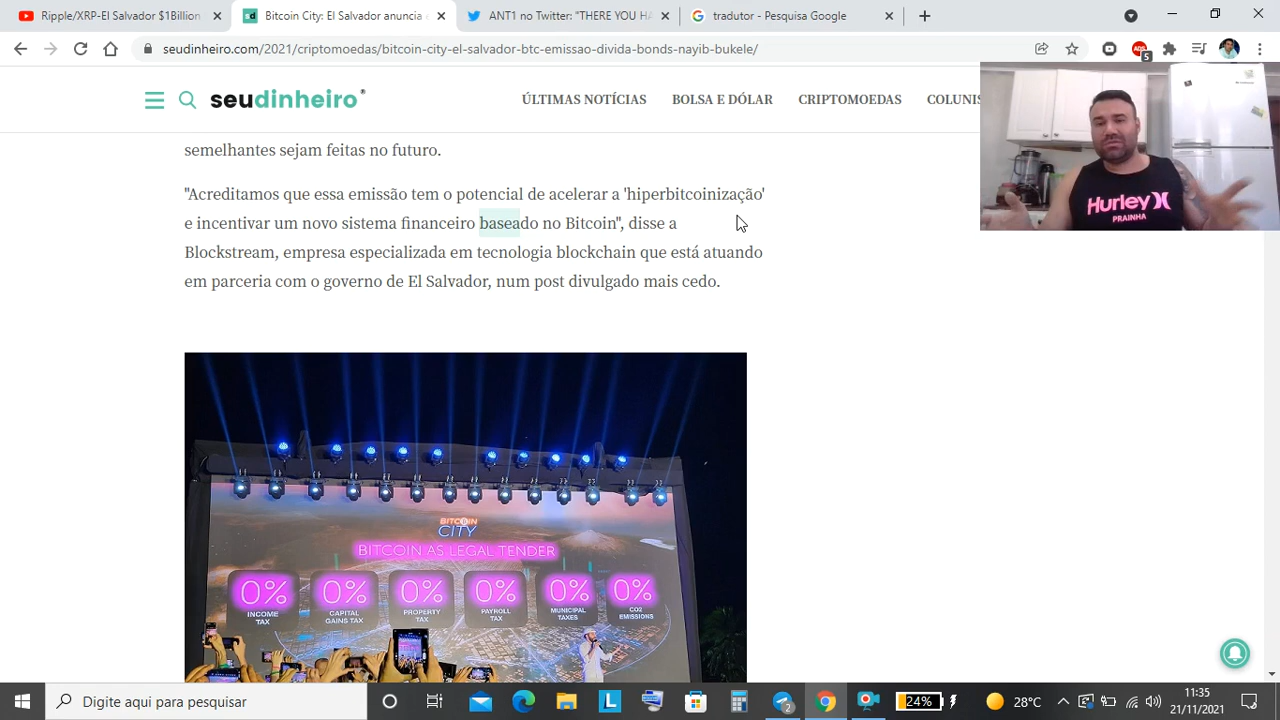 Ripple/XRP-El Salvador $1Billion
Bitcoin City: El Salvador anuncia
ANT1 no Twitter: "THERE YOU HA
tradutor - Pesquisa Google
seudinheiro.com/2021/criptomoedas/bitcoin-city-el-salvador-btc-emissao-divida-bonds-nayib-bukele/
ADS
5
seudinheiro
ÚLTIMAS NOTÍCIAS
BOLSA E DÓLAR
CRIPTOMOEDAS
COLUNIS
Hurley
PRAINHA
semelhantes sejam feitas no futuro.
"Acreditamos que essa emissão tem o potencial de acelerar a 'hiperbitcoinização'
e incentivar um novo sistema financeiro baseado no Bitcoin", disse a
Blockstream, empresa especializada em tecnologia blockchain que está atuando
em parceria com o governo de El Salvador, num post divulgado mais cedo.
BITCOIN
CITY
BITCOIN AS LEGAL TENDER
0% INCOME TAX
0% CAPITAL GAINS TAX
0% PROPERTY TAX
0% PAYROLL TAX
0% MUNICIPAL TAXES
0% CO2 EMISSIONS
Digite aqui para pesquisar
L
2
24%
28°C
11:35
21/11/2021